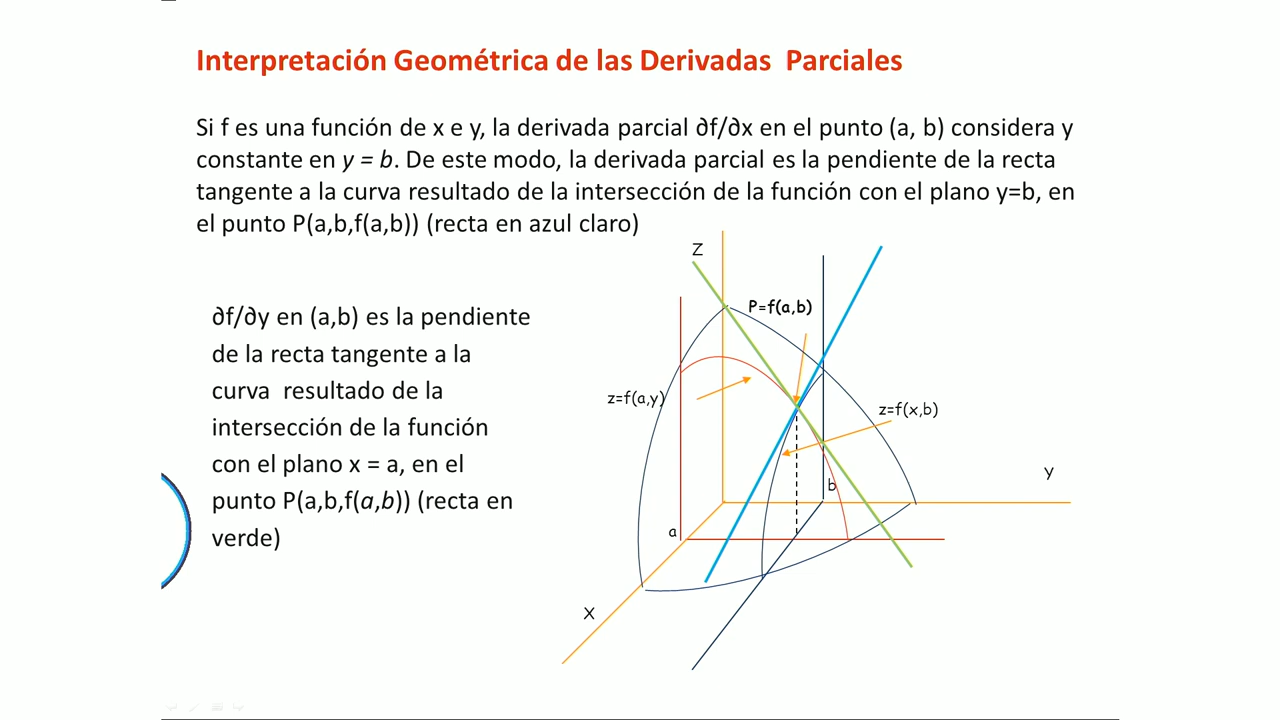 Interpretación Geométrica de las Derivadas Parciales
Si f es una función de x e y, la derivada parcial ∂f/∂x en el punto (a, b) considera y
constante en y = b. De este modo, la derivada parcial es la pendiente de la recta
tangente a la curva resultado de la intersección de la función con el plano y=b, en
el punto P(a,b,f(a,b)) (recta en azul claro)
∂f/∂y en (a,b) es la pendiente
de la recta tangente a la
curva resultado de la
intersección de la función
con el plano x = a, en el
punto P(a,b,f(a,b)) (recta en
verde)
Z
P=f(a,b)
z=f(a,y)
z=f(x,b)
Y
b
a
X